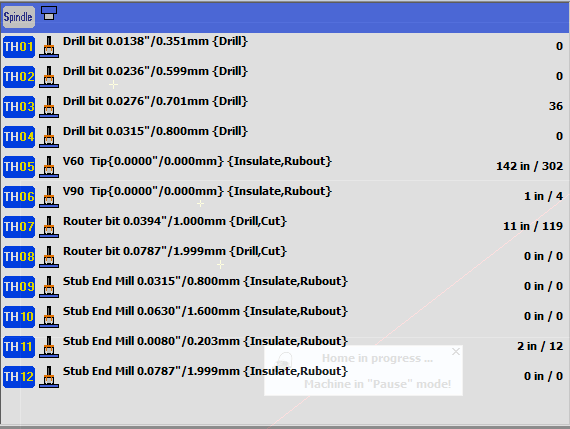 Spindle
TH01 Drill bit 0.0138"/0.351mm {Drill} 0
TH02 Drill bit 0.0236"/0.599mm {Drill} 0
TH03 Drill bit 0.0276"/0.701mm {Drill} 36
TH04 Drill bit 0.0315"/0.800mm {Drill} 0
TH05 V60 Tip{0.0000"/0.000mm} {Insulate,Rubout} 142 in / 302
TH06 V90 Tip{0.0000"/0.000mm} {Insulate,Rubout} 1 in / 4
TH07 Router bit 0.0394"/1.000mm {Drill,Cut} 11 in / 119
TH08 Router bit 0.0787"/1.999mm {Drill,Cut} 0 in / 0
TH09 Stub End Mill 0.0315"/0.800mm {Insulate,Rubout} 0 in / 0
TH10 Stub End Mill 0.0630"/1.600mm {Insulate,Rubout} 0 in / 0
TH11 Stub End Mill 0.0080"/0.203mm {Insulate,Rubout} 2 in / 12
Home in progress ...
TH12 Stub End Mill 0.0787"/1.999mm {Insulate,Rubout} 0 in / 0
Machine in "Pause" mode!